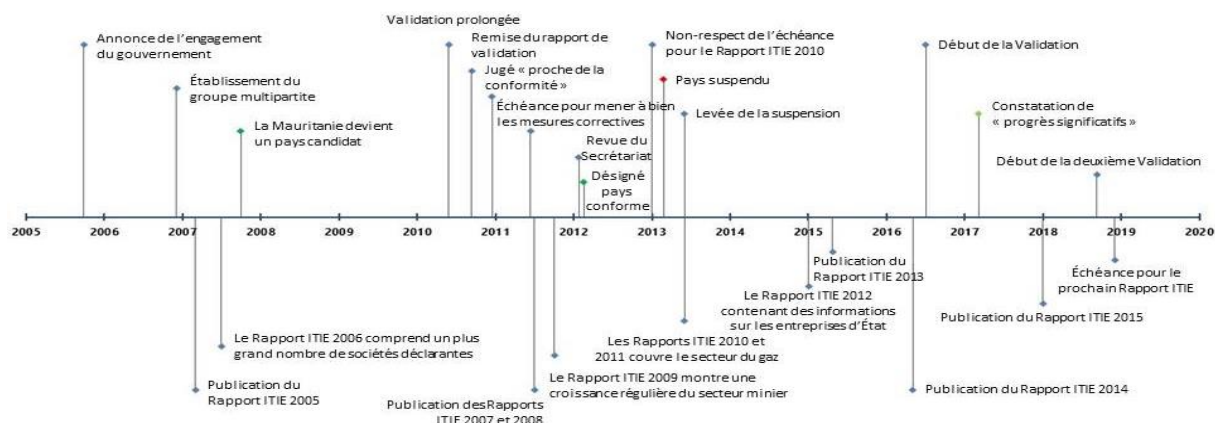 Validation prolongée
Annonce de l'engagement
du gouvernement
Remise du rapport de
validation
Non-respect de l'échéance
pour le Rapport ITIE 2010
Début de la Validation
Établissement du
groupe multipartite
Jugé « proche de la
conformité »
Pays suspendu
Échéance pour mener à bien
les mesures correctives
Levée de la suspension
Constatation de
« progrès significatifs »
La Mauritanie devient
un pays candidat
Revue du
Secrétariat
Début de la deuxième Validation
Désigné
pays
conforme
2005 2006 2007 2008 2009 2010 2011 2012 2013 2014 2015 2016 2017 2018 2019 2020
Publication du
Rapport ITIE 2013
Échéance pour le
prochain Rapport ITIE
Le Rapport ITIE 2012
contenant des informations
sur les entreprises d'État
Publication du Rapport ITIE 2015
Le Rapport ITIE 2006 comprend un plus
grand nombre de sociétés déclarantes
Les Rapports ITIE 2010 et
2011 couvre le secteur du gaz
Publication du
Rapport ITIE 2005
Le Rapport ITIE 2009 montre une
croissance régulière du secteur minier
Publication du Rapport ITIE 2014
Publication des Rapports
ITIE 2007 et 2008